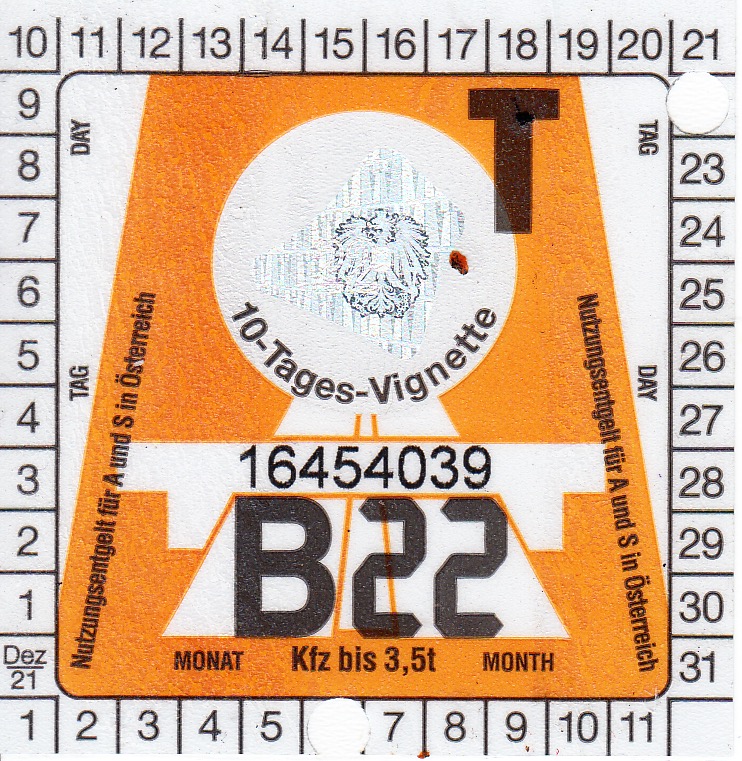 10 11 12 13 14 15 16 17 18 19 20 21
9
8
7
6
5
4
3
2
1
Dez
21
23
24
25
26
27
28
29
30
31
DAY
TAG
T
TAG
DAY
Nutzungsentgelt für A und S in Österreich
Nutzungsentgelt für A und S in Österreich
10-Tages-Vignette
16454039
B22
MONAT Kfz bis 3,5t MONTH
1 2 3 4 5 7 8 9 10 11